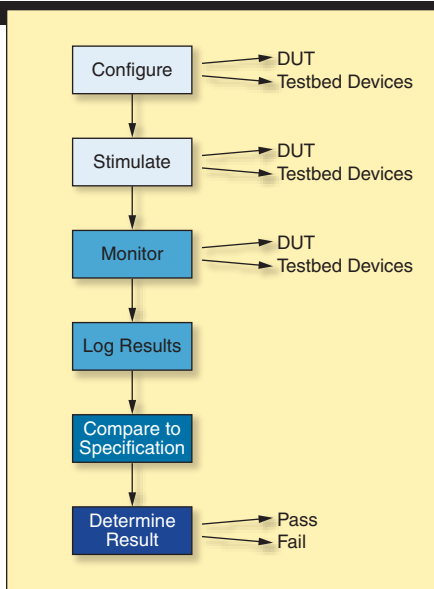 Configure
DUT
Testbed Devices
Stimulate
DUT
Testbed Devices
Monitor
DUT
Testbed Devices
Log Results
Compare to
Specification
Determine
Result
Pass
Fail